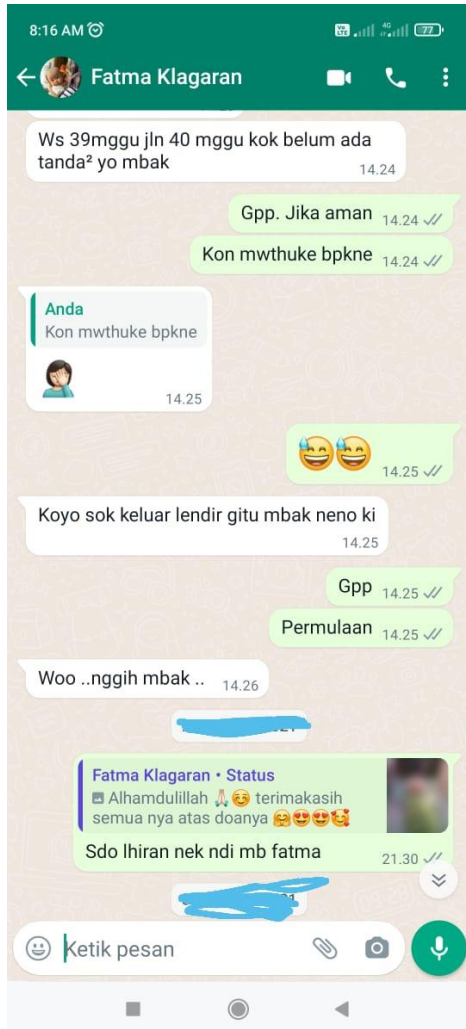 8:16 AM
Vo
LTE
4G
77
Fatma Klagaran
Ws 39mggu jln 40 mggu kok belum ada
tanda² yo mbak
14.24
Gpp. Jika aman 14.24
Kon mwthuke bpkne 14.24
Anda
Kon mwthuke bpkne
14.25
14.25
Koyo sok keluar lendir gitu mbak neno ki
14.25
Gpp 14.25
Permulaan 14.25
Woo ..nggih mbak .. 14.26
Fatma Klagaran • Status
Alhamdulillah 🙏🏻☺️ terimakasih
semua nya atas doanya 🤗😍😍🥰
Sdo lhiran nek ndi mb fatma 21.30
Ketik pesan